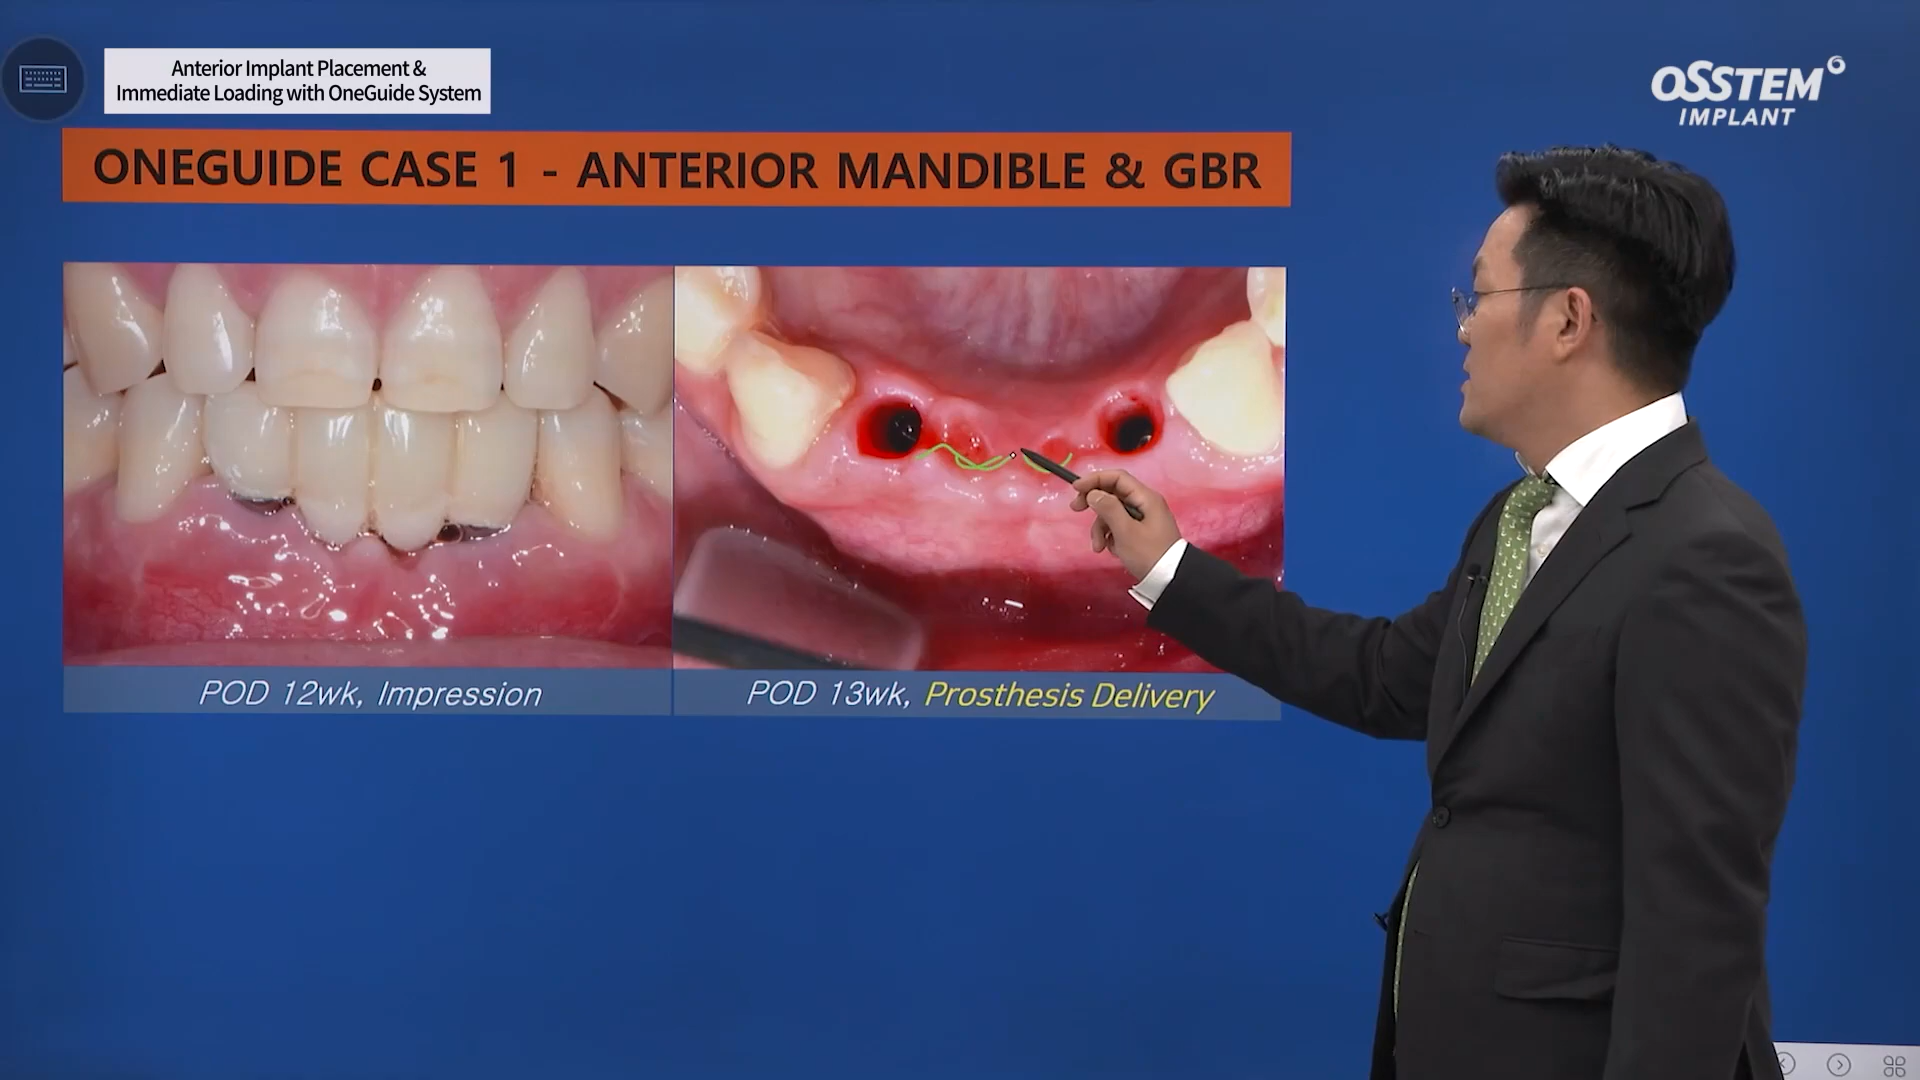 Anterior Implant Placement &
Immediate Loading with OneGuide System
OSSTEM
IMPLANT
ONEGUIDE CASE 1 - ANTERIOR MANDIBLE & GBR
POD 12wk, Impression
POD 13wk, Prosthesis Delivery